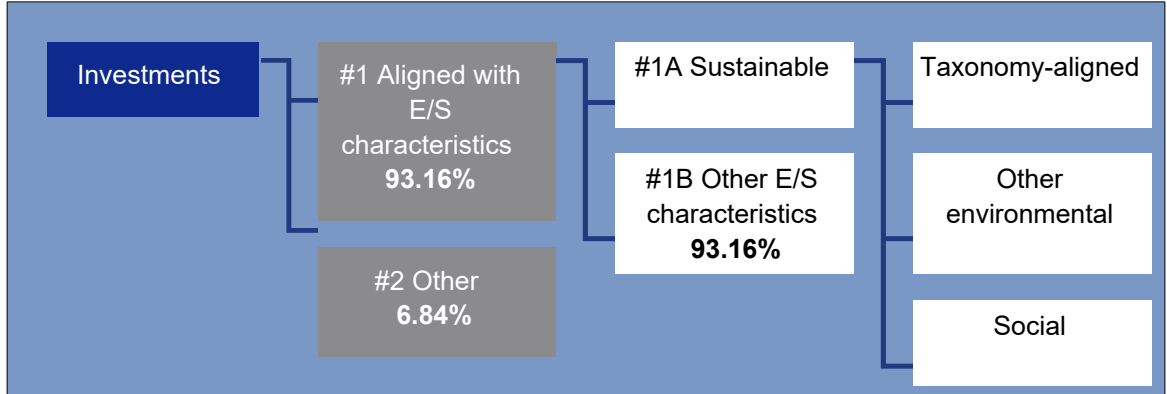 Investments
#1 Aligned with
E/S
characteristics
93.16%
#2 Other
6.84%
#1A Sustainable
#1B Other E/S
characteristics
93.16%
Taxonomy-aligned
Other
environmental
Social